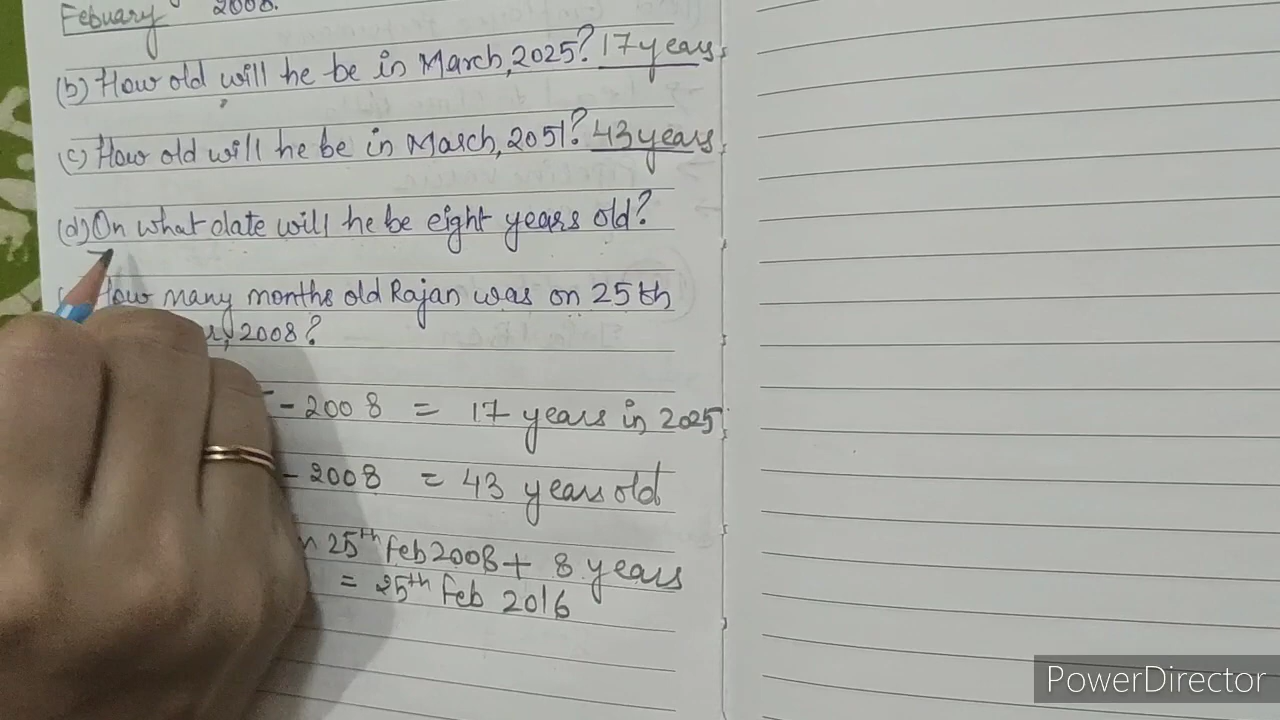 Febuary 2008.
(b) How old will he be in March, 2025? 17 years.
(c) How old will he be in March, 2051? 43 years.
(d) On what date will he be eight years old?
How many months old Rajan was on 25th
2008?
- 2008 = 17 years in 2025
- 2008 = 43 years old
25th Feb 2008 + 8 years
= 25th Feb 2016
PowerDirector